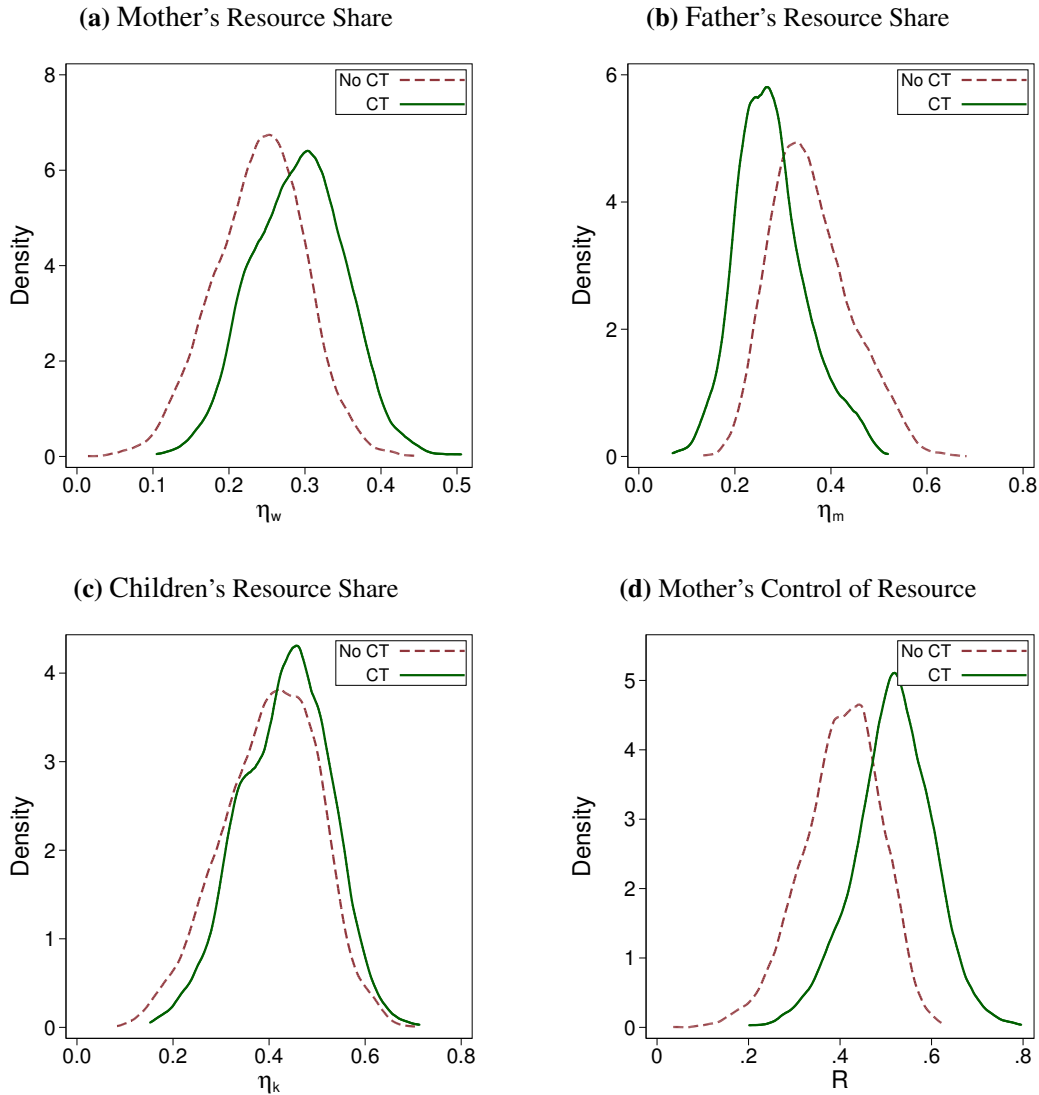 (a) Mother's Resource Share
No CT
CT
8
6
4
2
0
Density
0.0 0.1 0.2 0.3 0.4 0.5
η_w
(b) Father's Resource Share
No CT
CT
6
4
2
0
Density
0.0 0.2 0.4 0.6 0.8
η_m
(c) Children's Resource Share
No CT
CT
4
3
2
1
0
Density
0.0 0.2 0.4 0.6 0.8
η_k
(d) Mother's Control of Resource
No CT
CT
5
4
3
2
1
0
Density
0 .2 .4 .6 .8
R